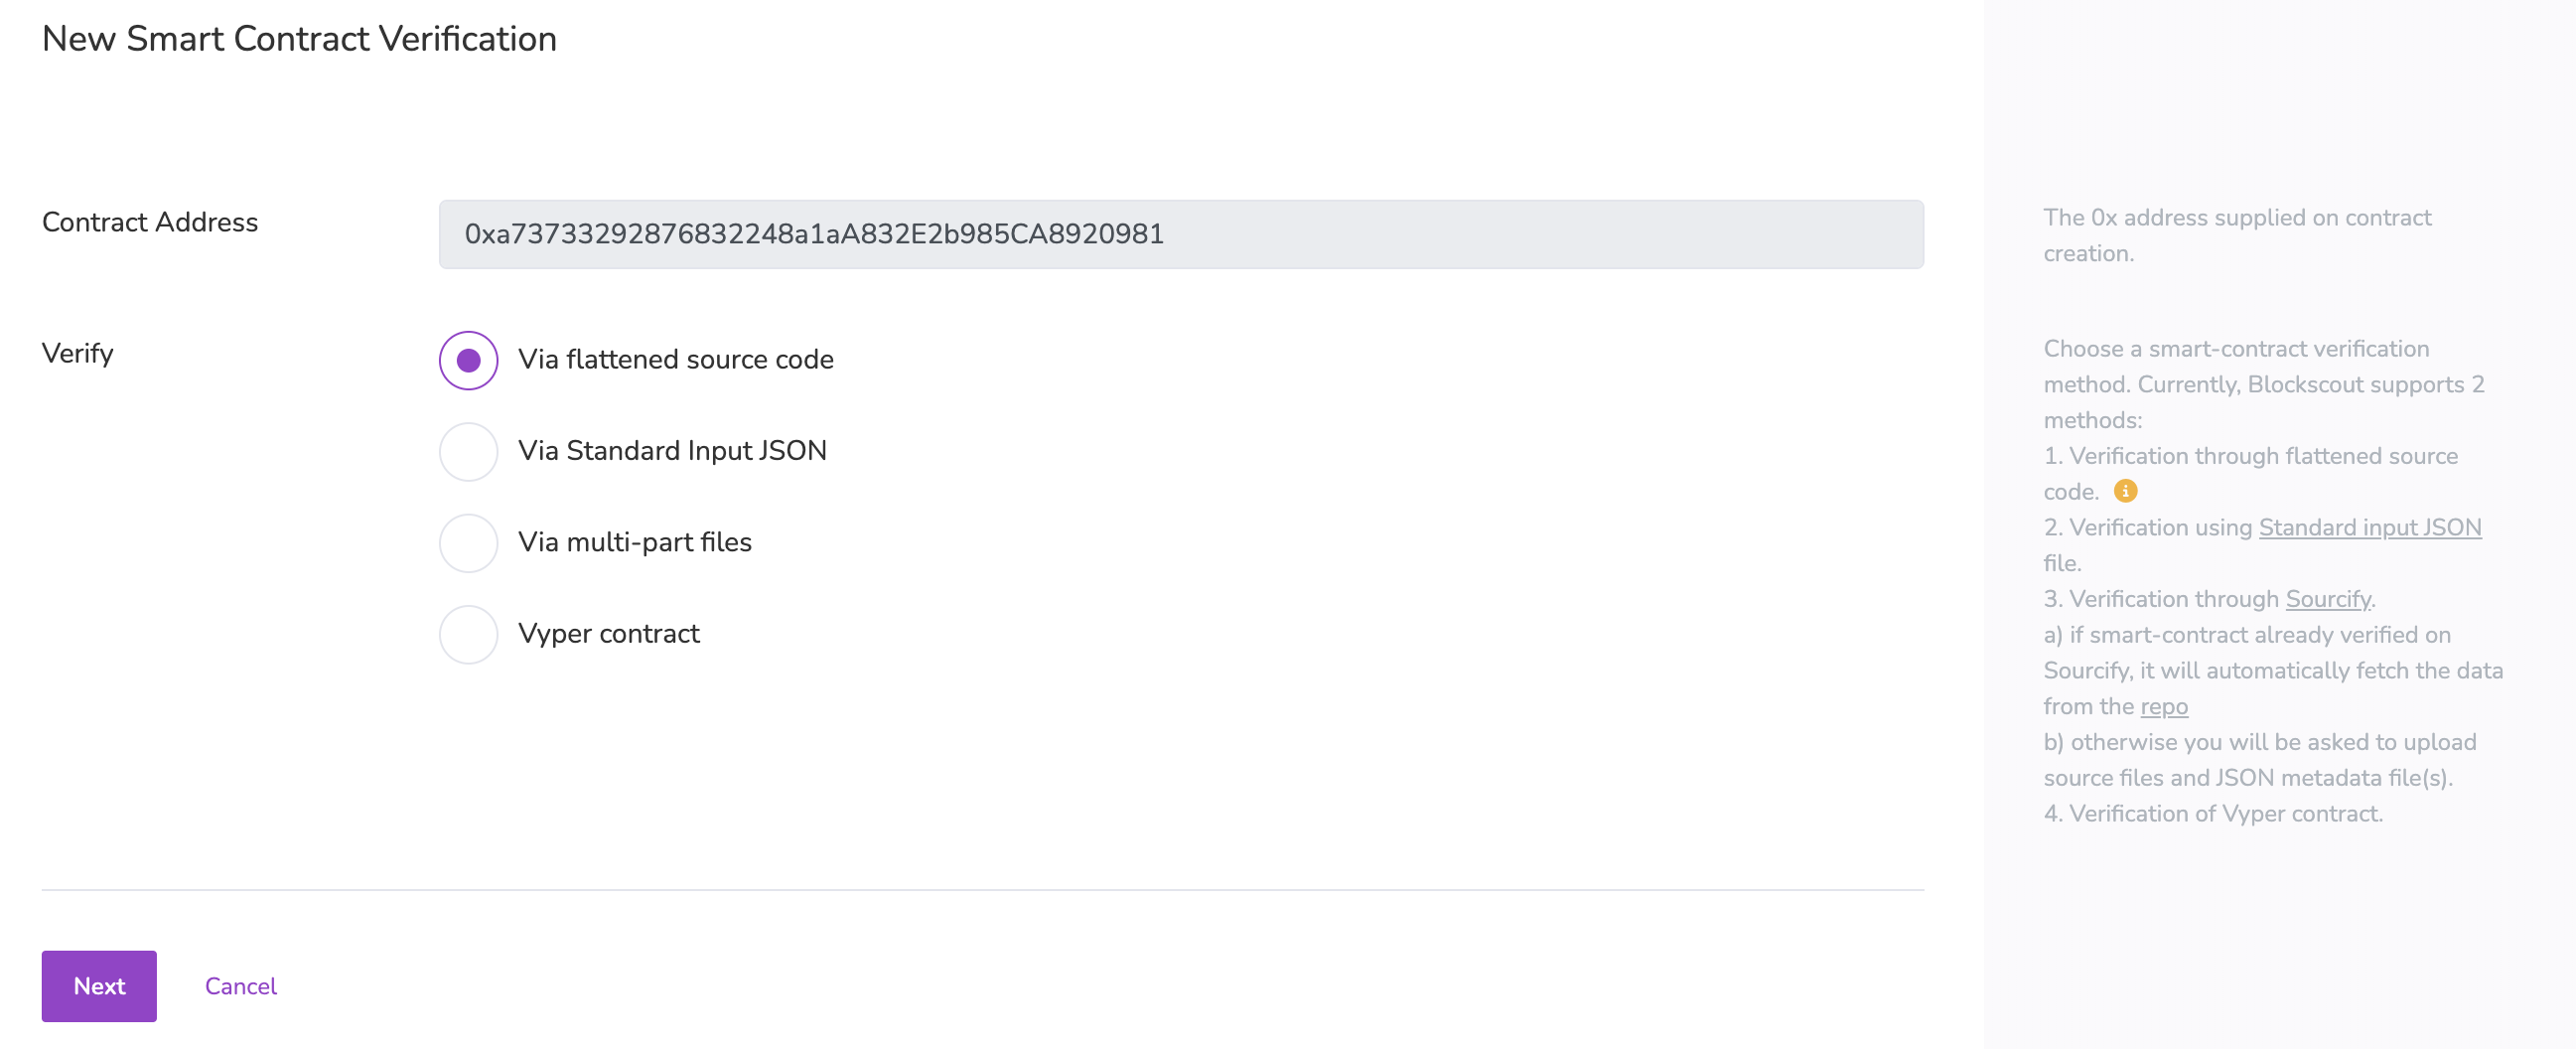 New Smart Contract Verification
Contract Address
0xa73733292876832248a1aA832E2b985CA8920981
The 0x address supplied on contract
creation.
Verify
Via flattened source code
Via Standard Input JSON
Via multi-part files
Vyper contract
Choose a smart-contract verification
method. Currently, Blockscout supports 2
methods:
1. Verification through flattened source
code.
2. Verification using Standard input JSON
file.
3. Verification through Sourcify.
a) if smart-contract already verified on
Sourcify, it will automatically fetch the data
from the repo
b) otherwise you will be asked to upload
source files and JSON metadata file(s).
4. Verification of Vyper contract.
Next
Cancel